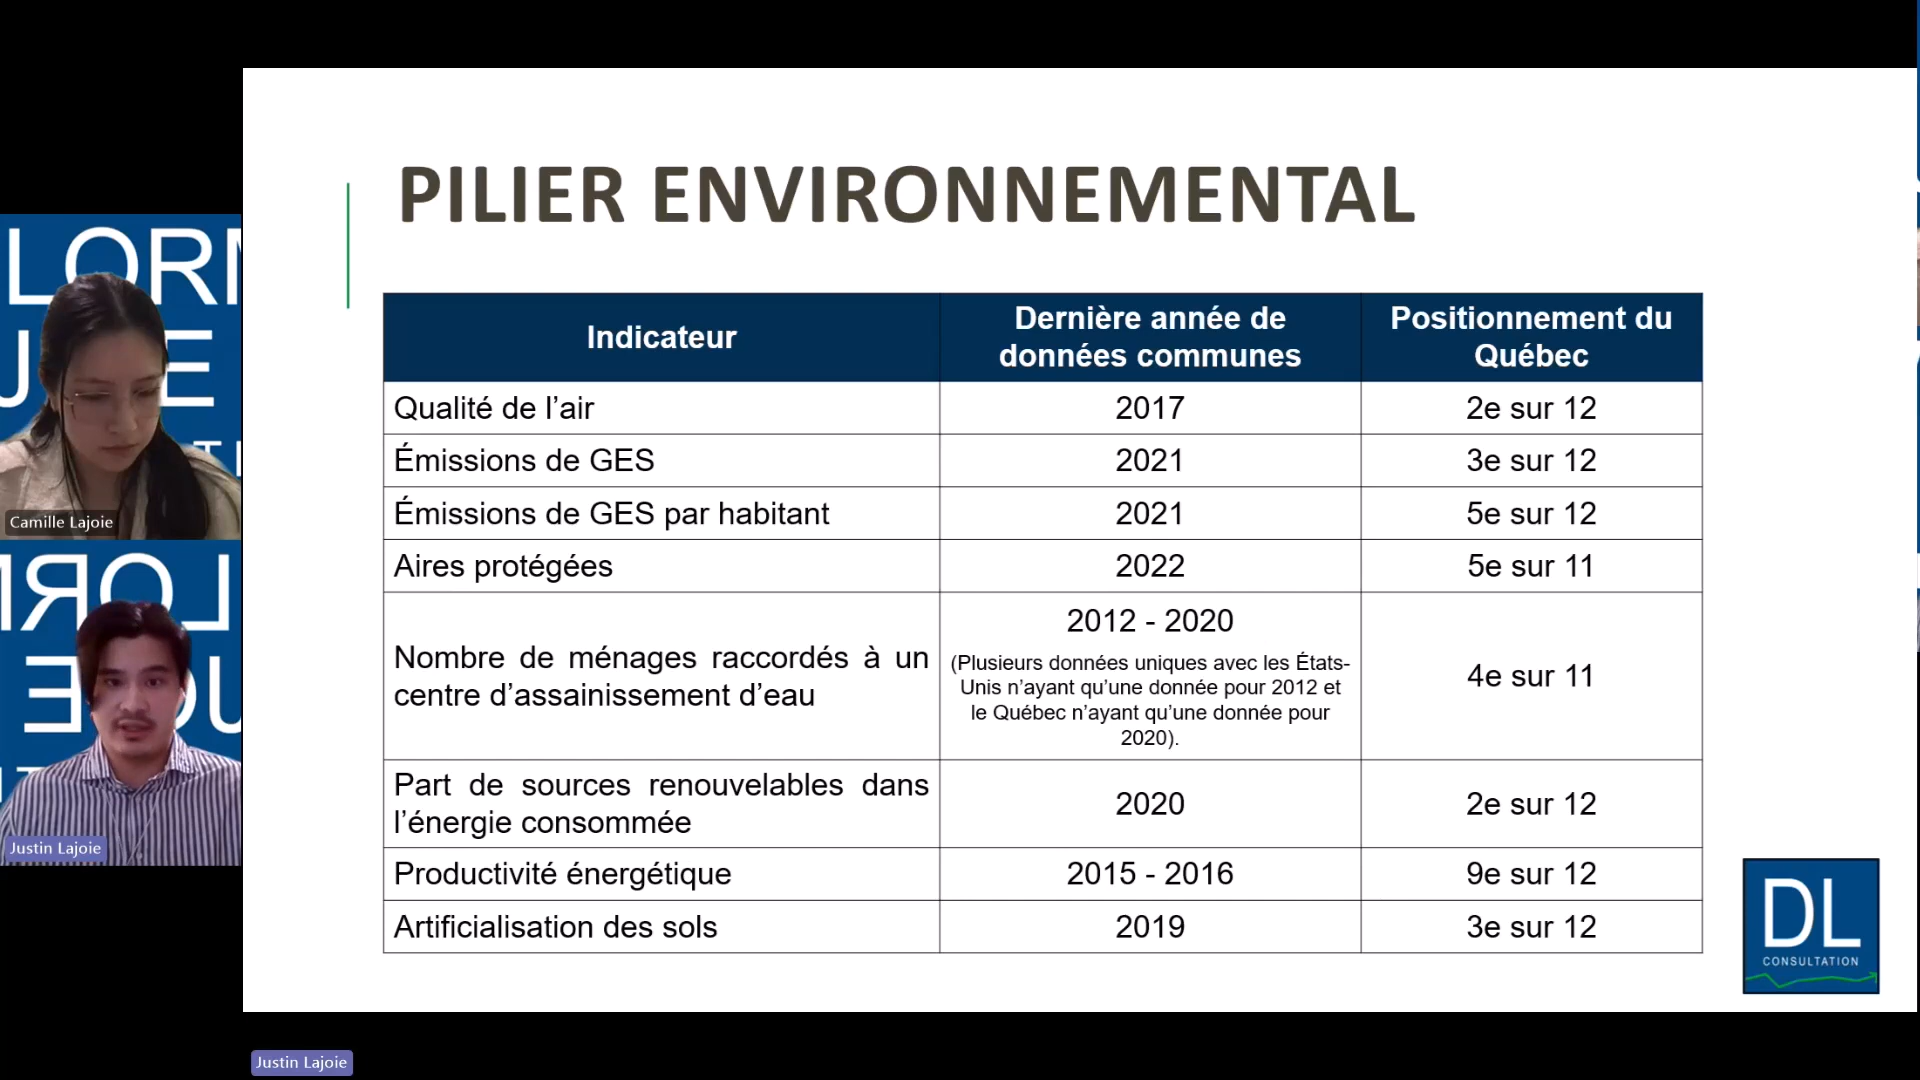 PILIER ENVIRONNEMENTAL
Indicateur
Dernière année de
données communes
Positionnement du
Québec
Qualité de l’air
2017
2e sur 12
Émissions de GES
2021
3e sur 12
Émissions de GES par habitant
2021
5e sur 12
Aires protégées
2022
5e sur 11
Nombre de ménages raccordés à un
centre d’assainissement d’eau
2012 - 2020
(Plusieurs données uniques avec les États-
Unis n’ayant qu’une donnée pour 2012 et
le Québec n’ayant qu’une donnée pour
2020).
4e sur 11
Part de sources renouvelables dans
l’énergie consommée
2020
2e sur 12
Productivité énergétique
2015 - 2016
9e sur 12
Artificialisation des sols
2019
3e sur 12
DL
CONSULTATION
Camille Lajoie
Justin Lajoie
Justin Lajoie